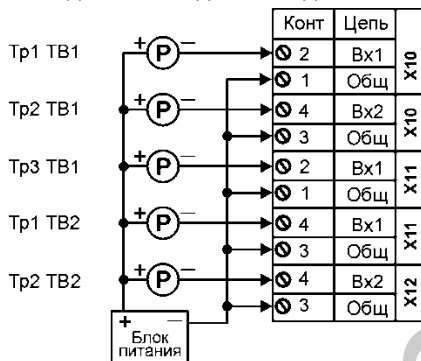 Конт Цепь
Тр1 ТВ1 + P – 2 Вх1 X10
1 Общ
Тр2 ТВ1 + P – 4 Вх2 X10
3 Общ
Тр3 ТВ1 + P – 2 Вх1 X11
1 Общ
Тр1 ТВ2 + P – 4 Вх1 X11
3 Общ
Тр2 ТВ2 + P – 4 Вх2 X12
3 Общ
+ –
Блок
питания